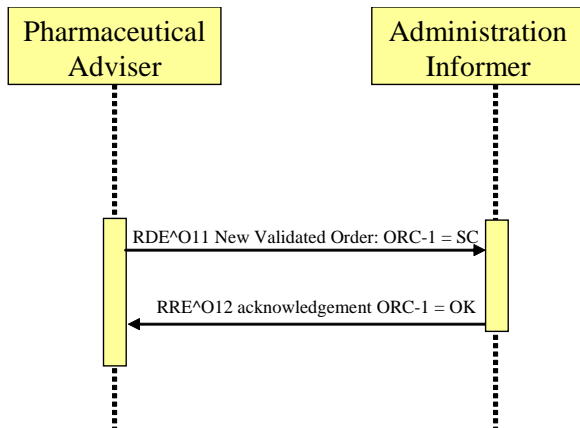 Pharmaceutical
Adviser
Administration
Informer
RDE^O11 New Validated Order: ORC-1 = SC
RRE^O12 acknowledgement ORC-1 = OK